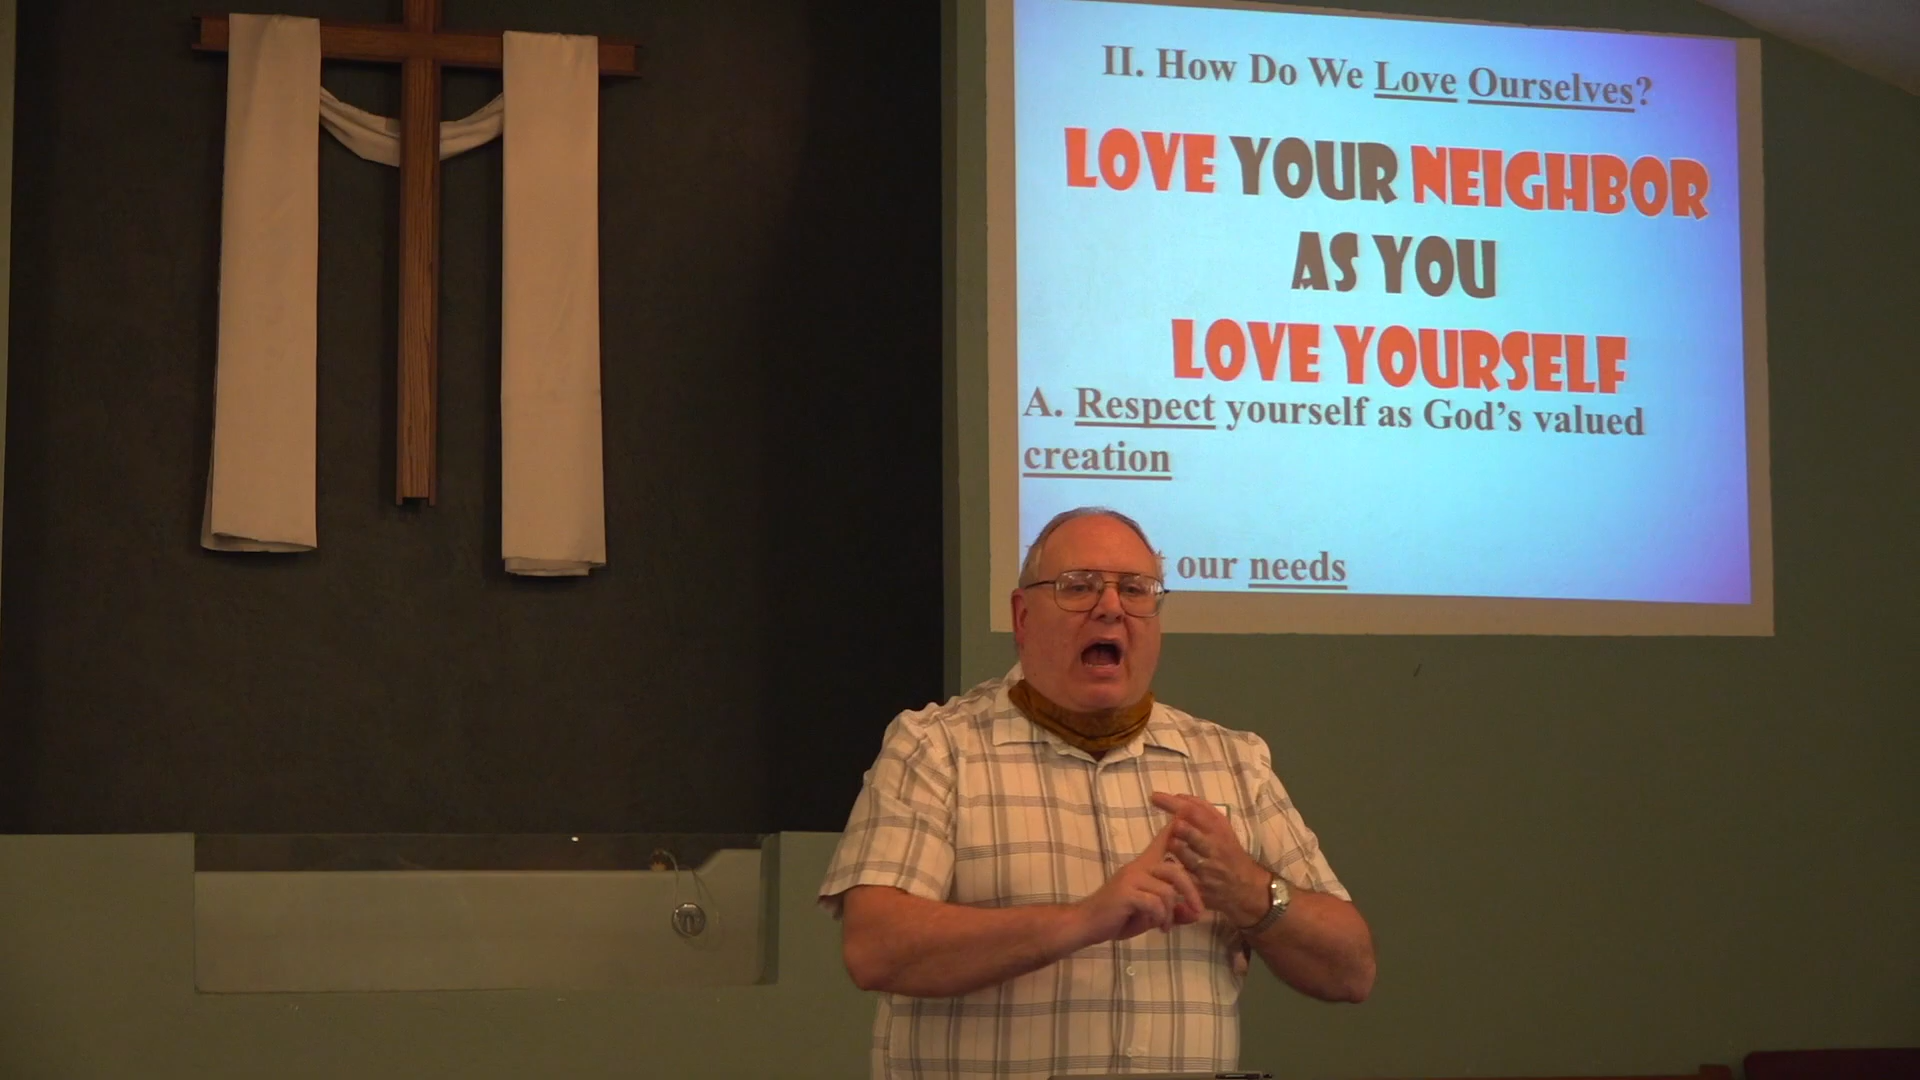 II. How Do We Love Ourselves?
LOVE YOUR NEIGHBOR
AS YOU
LOVE YOURSELF
A. Respect yourself as God's valued
creation
our needs